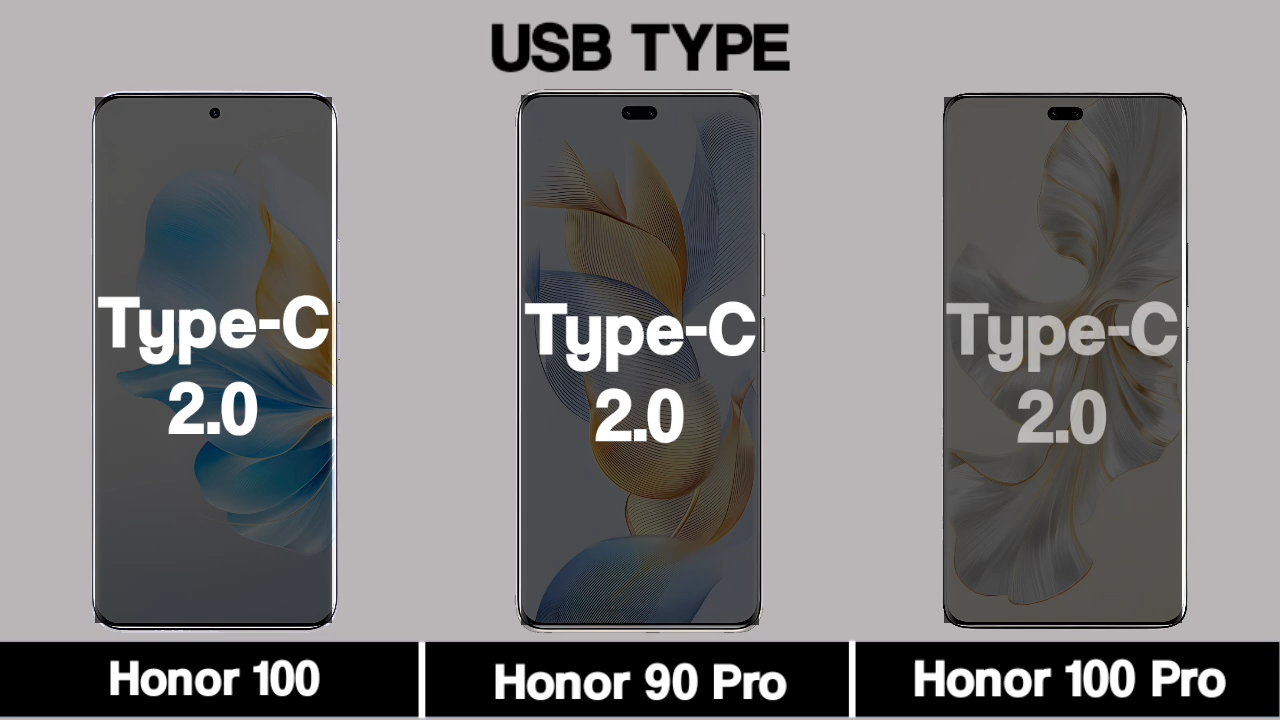 USB TYPE
Type-C
2.0
Type-C
2.0
Type-C
2.0
Honor 100
Honor 90 Pro
Honor 100 Pro